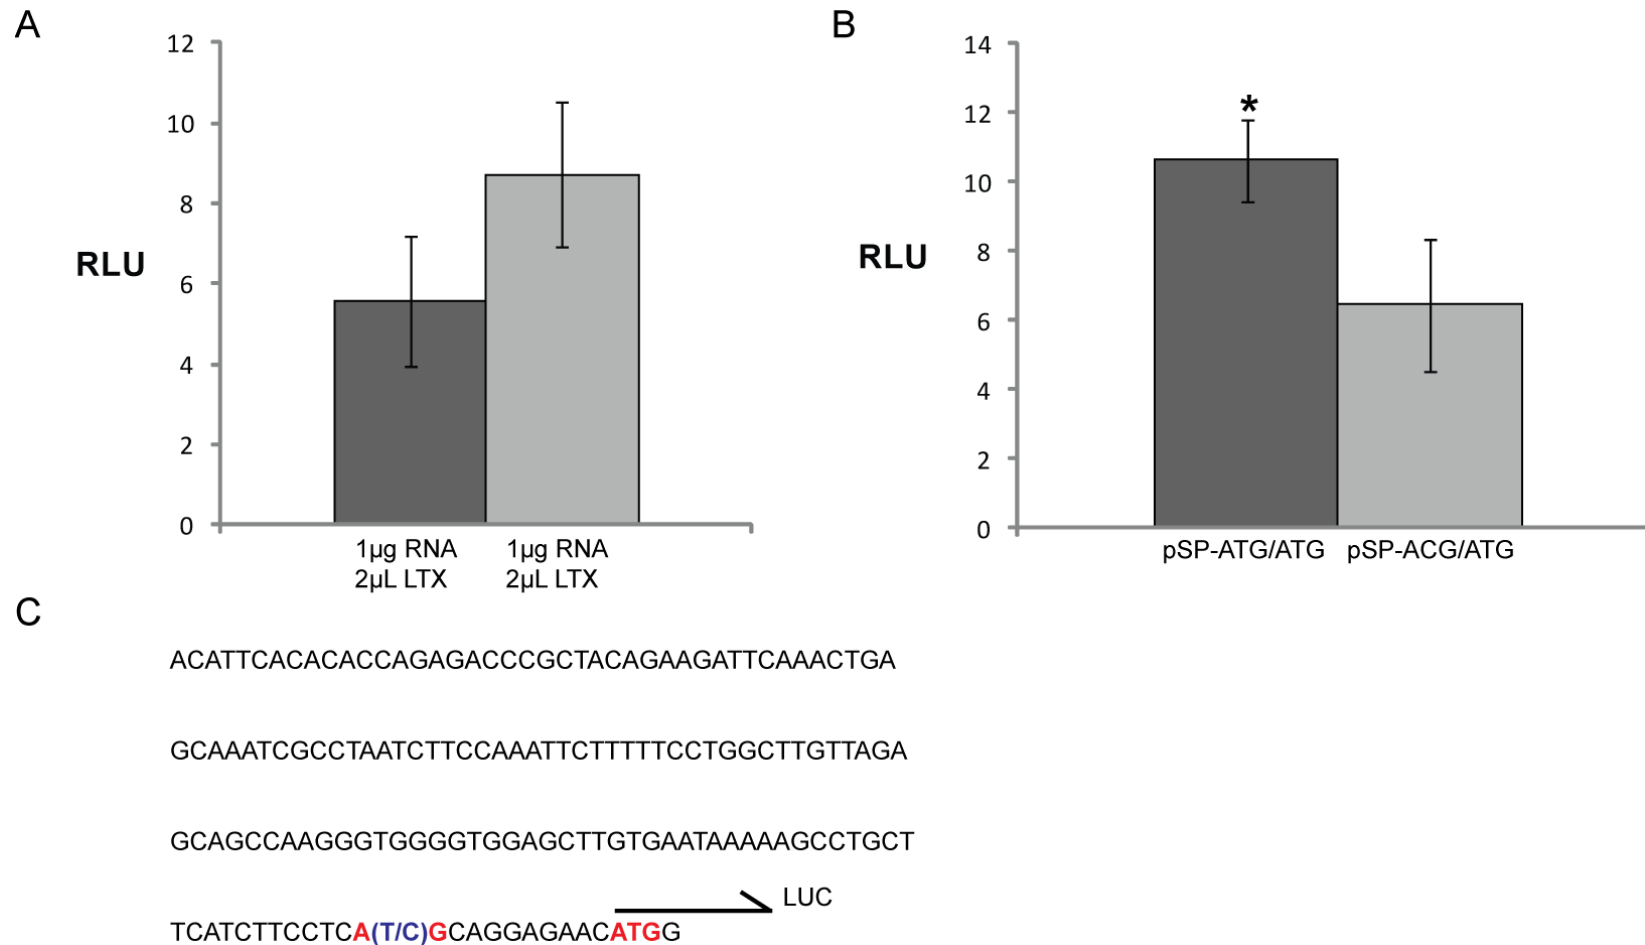 A
12
10
8
6
4
2
0
RLU
1µg RNA 1µg RNA
2µL LTX 2µL LTX
B
14
12
10
8
6
4
2
0
RLU
*
pSP-ATG/ATG pSP-ACG/ATG
C
ACATTCACACACCAGAGACCCGCTACAGAAGATTCAAACTGA
GCAAATCGCCTAATCTTCCAAATTCTTTTTCCTGGCTTGTTAGA
GCAGCCAAGGGTGGGGTGGAGCTTGTGAATAAAAAGCCTGCT
LUC
TCATCTTCCTCA(T/C)GCAGGAGAACATGG